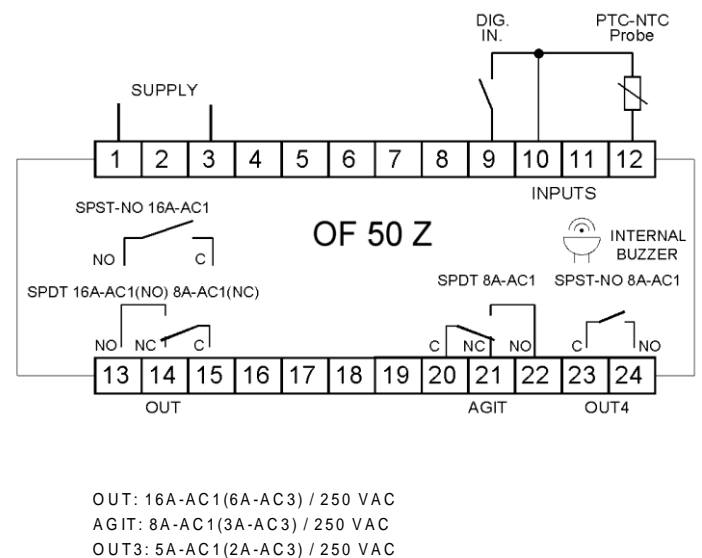 DIG.
IN.
PTC-NTC
Probe
SUPPLY
1 2 3 4 5 6 7 8 9 10 11 12
INPUTS
SPST-NO 16A-AC1
NO C
OF 50 Z
INTERNAL
BUZZER
SPDT 16A-AC1(NO) 8A-AC1(NC)
SPDT 8A-AC1
SPST-NO 8A-AC1
NO NC C C NC NO C NO
13 14 15 16 17 18 19 20 21 22 23 24
OUT AGIT OUT4
OUT: 16A-AC1(6A-AC3) / 250 VAC
AGIT: 8A-AC1(3A-AC3) / 250 VAC
OUT3: 5A-AC1(2A-AC3) / 250 VAC